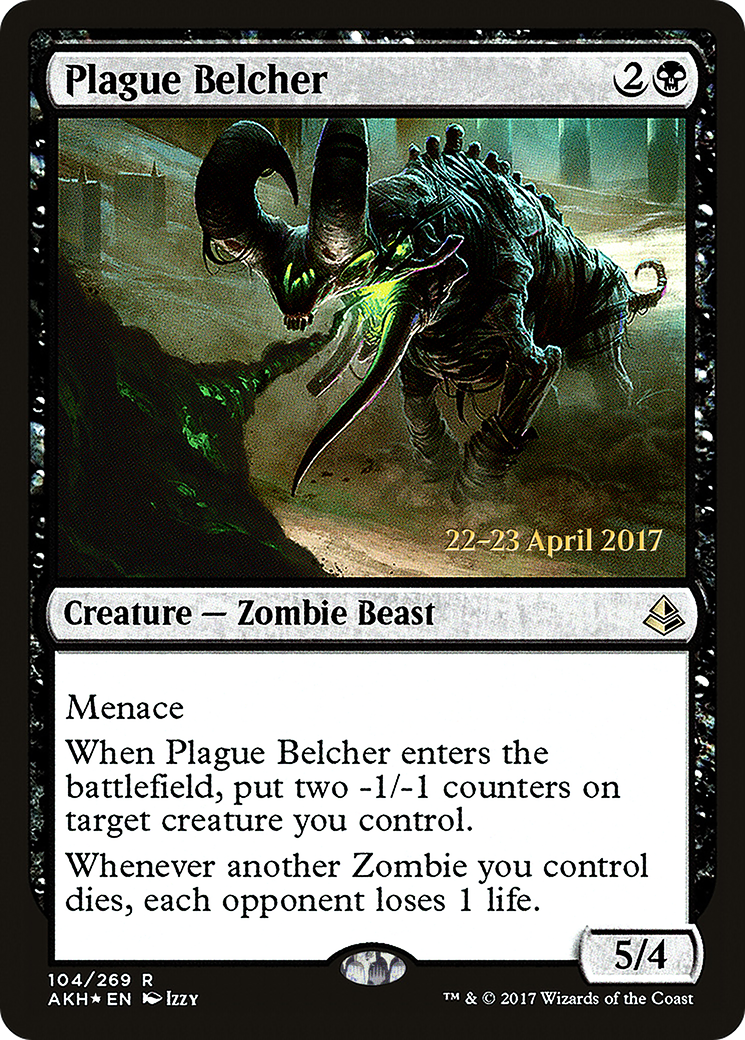 Plague Belcher 2
22–23 April 2017
Creature — Zombie Beast
Menace
When Plague Belcher enters the
battlefield, put two -1/-1 counters on
target creature you control.
Whenever another Zombie you control
dies, each opponent loses 1 life.
5/4
104/269 R
AKH★EN Izzy
™ & © 2017 Wizards of the Coast